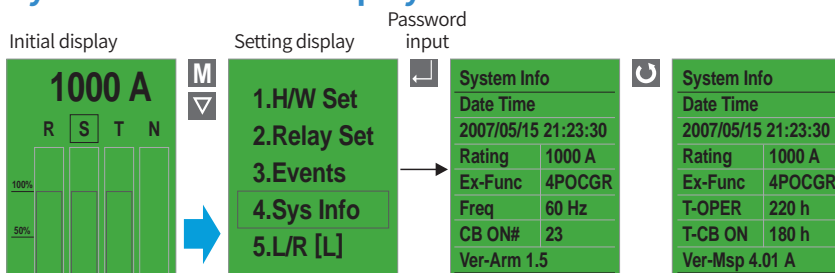 Password
Initial display
Setting display
input
1000 A
R S T N
100%
50%
M
1.H/W Set
2.Relay Set
3.Events
4.Sys Info
5.L/R [L]
System Info
Date Time
2007/05/15 21:23:30
Rating 1000 A
Ex-Func 4POCGR
Freq 60 Hz
CB ON# 23
Ver-Arm 1.5
System Info
Date Time
2007/05/15 21:23:30
Rating 1000 A
Ex-Func 4POCGR
T-OPER 220 h
T-CB ON 180 h
Ver-Msp 4.01 A